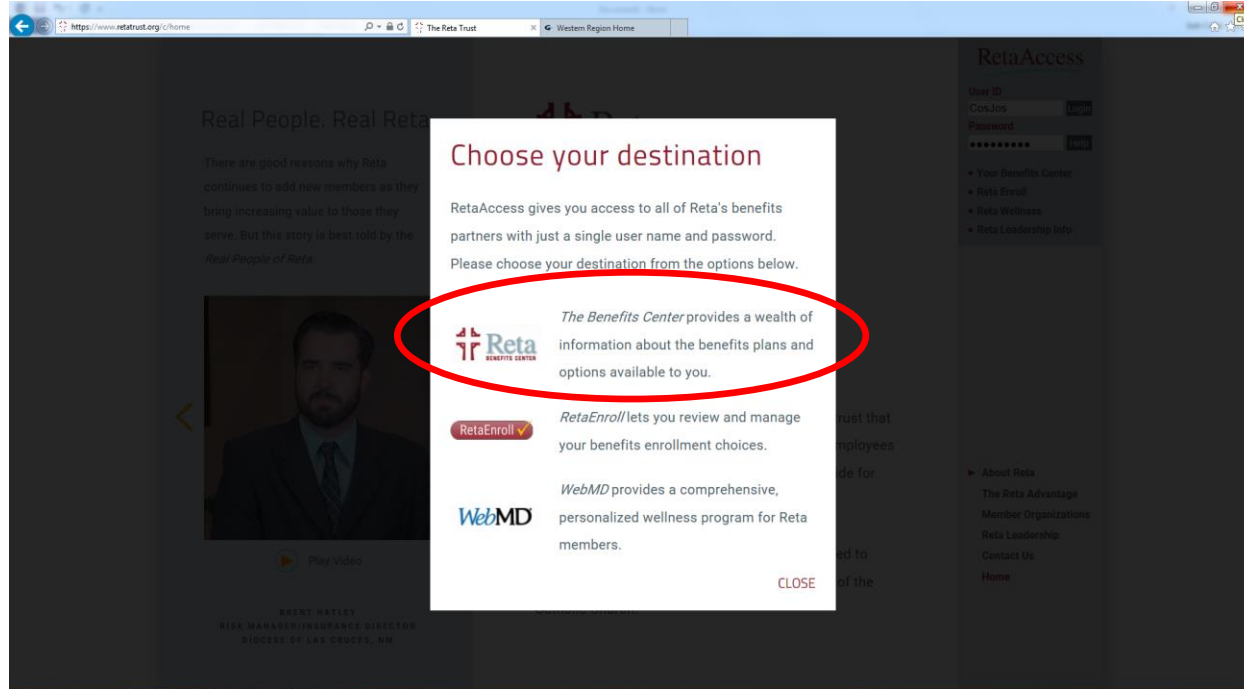 https://www.retatrust.org/c/home
The Reta Trust
Western Region Home
Real People. Real Reta
There are good reasons why Reta
continues to add new members as they
bring increasing value to those they
serve. But this story is best told by the
Real People of Reta.
Play Video
BRENT HATLEY
RISK MANAGER/INSURANCE DIRECTOR
DIOCESE OF LAS CRUCES, NM
Choose your destination
RetaAccess gives you access to all of Reta's benefits
partners with just a single user name and password.
Please choose your destination from the options below.
Reta
BENEFITS CENTER
The Benefits Center provides a wealth of
information about the benefits plans and
options available to you.
RetaEnroll
RetaEnroll lets you review and manage
your benefits enrollment choices.
WebMD
WebMD provides a comprehensive,
personalized wellness program for Reta
members.
CLOSE
rust that
mployees
de for
ed to
of the
Catholic Church.
RetaAccess
User ID
CosJos
Login
Password
Help
Your Benefits Center
Reta Enroll
Reta Wellness
Reta Leadership Info
About Reta
The Reta Advantage
Member Organizations
Reta Leadership
Contact Us
Home